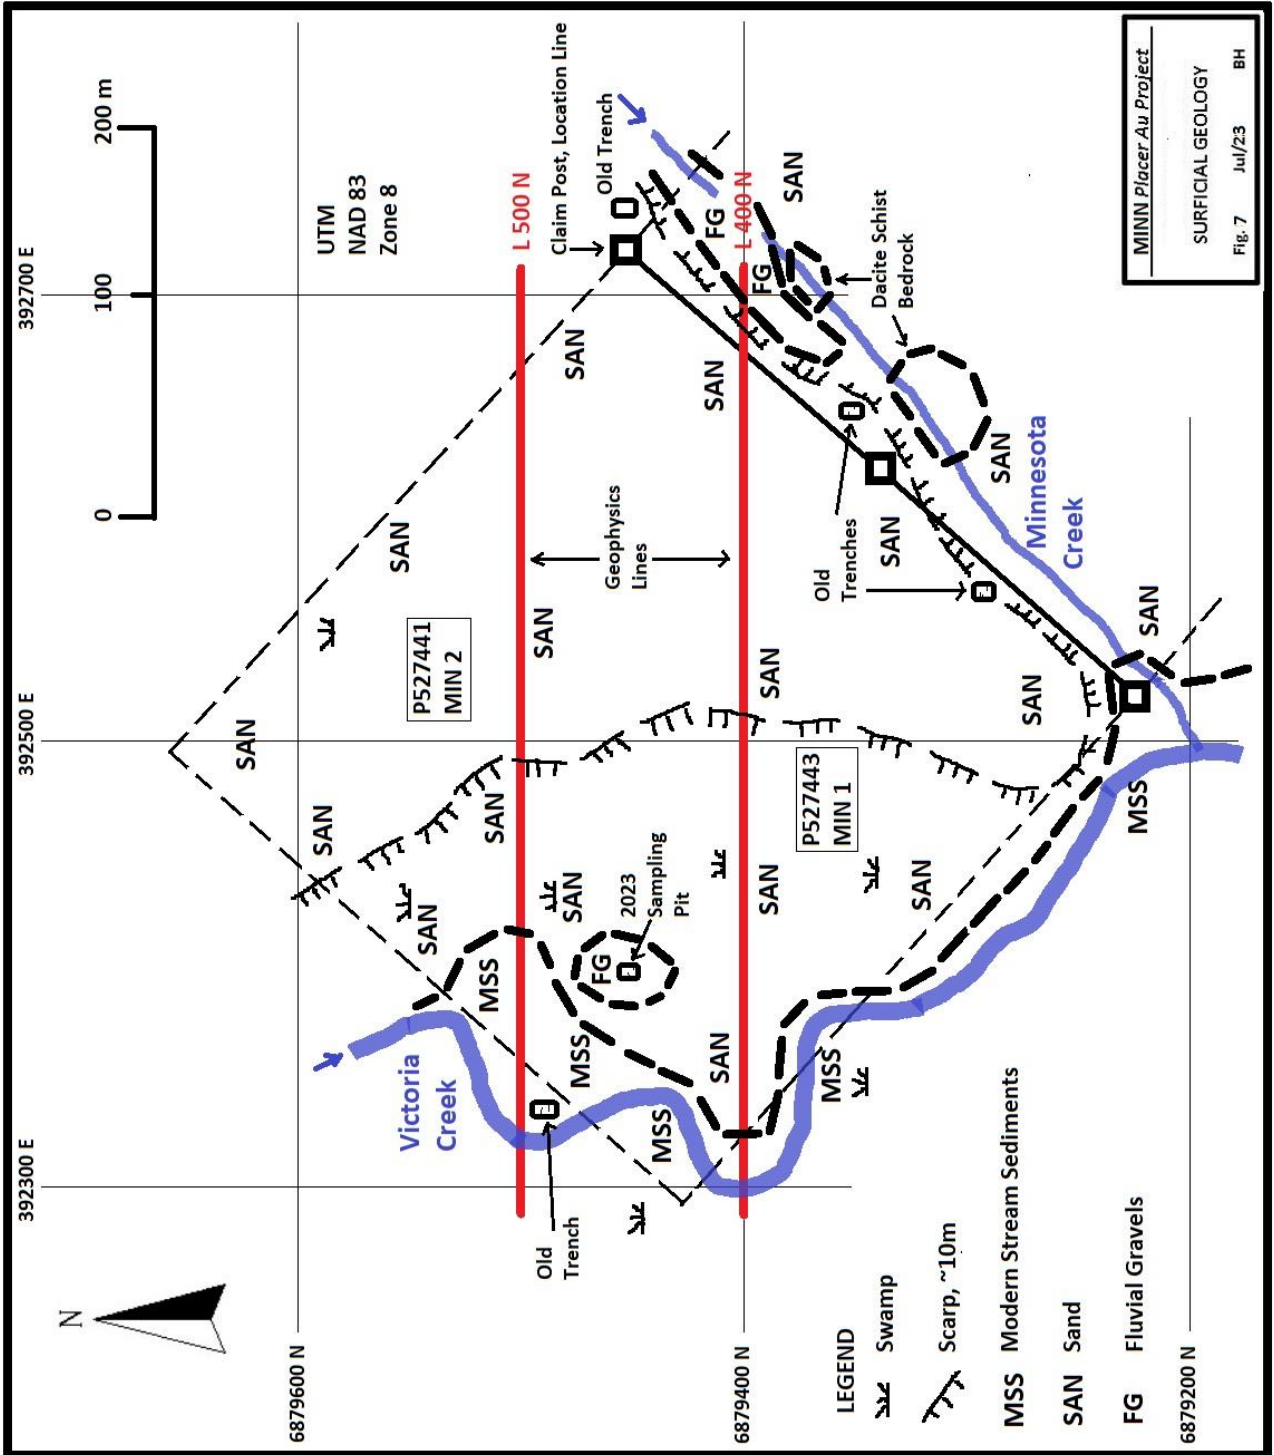 N
392300 E
392500 E
392700 E
0 100 200 m
SAN
6879600 N
SAN
UTM
NAD 83
Zone 8
SAN
Victoria
Creek
SAN
P527441
MIN 2
MSS
SAN
L 500 N
SAN
Old
Trench
Claim Post, Location Line
SAN
SAN
MSS
FG
Old Trench
Geophysics
Lines
2023
Sampling
Pit
MSS
SAN
FG
SAN
L 400 N
6879400 N
FG
SAN
SAN
SAN
P527443
MIN 1
Old
Trenches
MSS
Dacite Schist
Bedrock
SAN
SAN
SAN
SAN
Minnesota
Creek
MSS
SAN
6879200 N
LEGEND
Swamp
Scarp, ~10m
MSS Modern Stream Sediments
SAN Sand
FG Fluvial Gravels
MINN Placer Au Project
SURFICIAL GEOLOGY
Fig. 7 Jul/23 BH